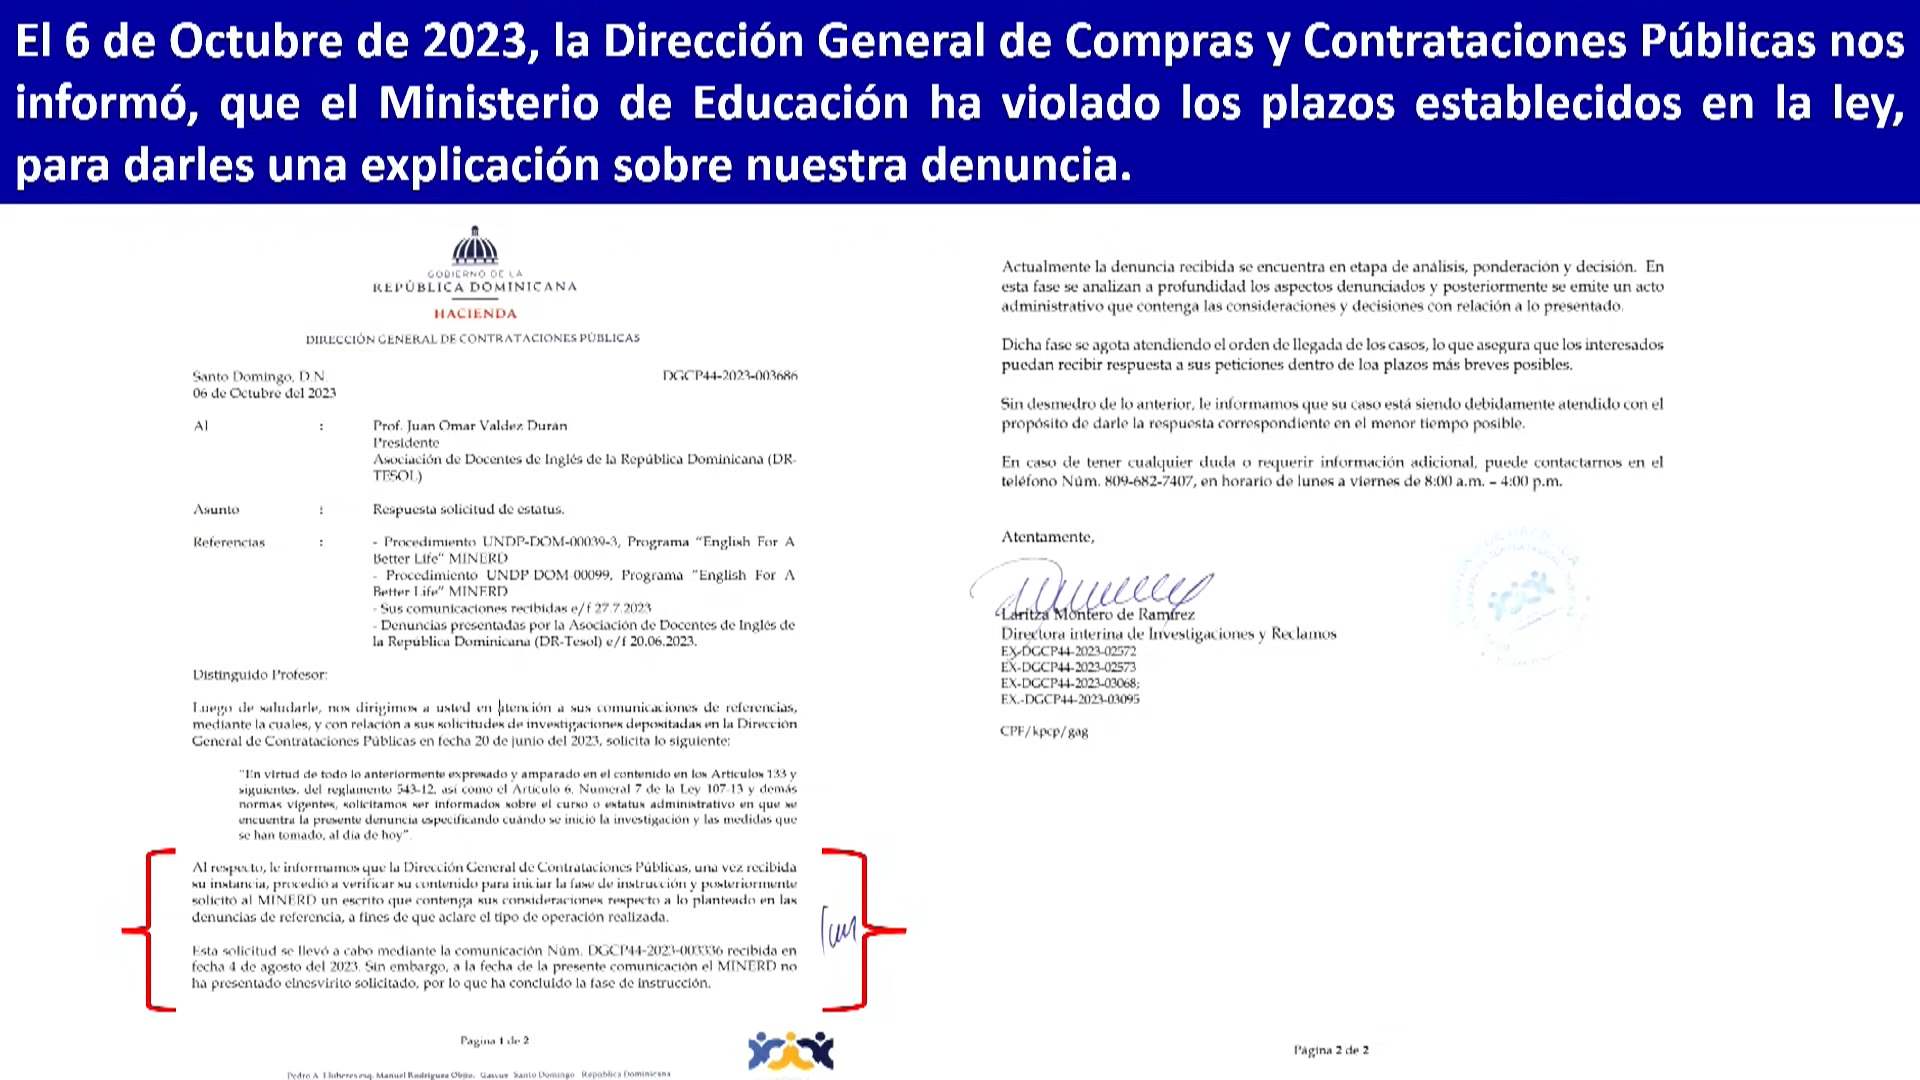 El 6 de Octubre de 2023, la Dirección General de Compras y Contrataciones Públicas nos
informó, que el Ministerio de Educación ha violado los plazos establecidos en la ley,
para darles una explicación sobre nuestra denuncia.
GOBIERNO DE LA
REPÚBLICA DOMINICANA
HACIENDA
DIRECCIÓN GENERAL DE CONTRATACIONES PÚBLICAS
Santo Domingo, D.N.
06 de Octubre del 2023
DGCP44-2023-003686
Al : Prof. Juan Omar Valdez Durán
Presidente
Asociación de Docentes de Inglés de la República Dominicana (DR-
TESOL)
Asunto : Respuesta solicitud de estatus.
Referencias : - Procedimiento UNDP-DOM-00039-3, Programa "English For A
Better Life" MINERD
- Procedimiento UNDP-DOM-00099, Programa "English For A
Better Life" MINERD
- Sus comunicaciones recibidas e/f 27.7.2023
- Denuncias presentadas por la Asociación de Docentes de Inglés de
la República Dominicana (DR-Tesol) e/f 20.06.2023.
Distinguido Profesor:
Luego de saludarle, nos dirigimos a usted en atención a sus comunicaciones de referencias,
mediante la cuales, y con relación a sus solicitudes de investigaciones depositadas en la Dirección
General de Contrataciones Públicas en fecha 20 de junio del 2023, solicita lo siguiente:
"En virtud de todo lo anteriormente expresado y amparado en el contenido en los Artículos 133 y
siguientes, del reglamento 543-12, así como el Artículo 6, Numeral 7 de la Ley 107-13 y demás
normas vigentes, solicitamos ser informados sobre el curso o estatus administrativo en que se
encuentra la presente denuncia especificando cuándo se inició la investigación y las medidas que
se han tomado, al día de hoy".
Al respecto, le informamos que la Dirección General de Contrataciones Públicas, una vez recibida
su instancia, procedió a verificar su contenido para iniciar la fase de instrucción y posteriormente
solicitó al MINERD un escrito que contenga sus consideraciones respecto a lo planteado en las
denuncias de referencia, a fines de que aclare el tipo de operación realizada.
Esta solicitud se llevó a cabo mediante la comunicación Núm. DGCP44-2023-003336 recibida en
fecha 4 de agosto del 2023. Sin embargo, a la fecha de la presente comunicación el MINERD no
ha presentado elnesvirito solicitado, por lo que ha concluido la fase de instrucción.
Página 1 de 2
Pedro A. Lluberes esq. Manuel Rodríguez Objío, Gascue Santo Domingo República Dominicana
Actualmente la denuncia recibida se encuentra en etapa de análisis, ponderación y decisión. En
esta fase se analizan a profundidad los aspectos denunciados y posteriormente se emite un acto
administrativo que contenga las consideraciones y decisiones con relación a lo presentado.
Dicha fase se agota atendiendo el orden de llegada de los casos, lo que asegura que los interesados
puedan recibir respuesta a sus peticiones dentro de loa plazos más breves posibles.
Sin desmedro de lo anterior, le informamos que su caso está siendo debidamente atendido con el
propósito de darle la respuesta correspondiente en el menor tiempo posible.
En caso de tener cualquier duda o requerir información adicional, puede contactarnos en el
teléfono Núm. 809-682-7407, en horario de lunes a viernes de 8:00 a.m. – 4:00 p.m.
Atentamente,
Laritza Montero de Ramírez
Directora interina de Investigaciones y Reclamos
EX-DGCP44-2023-02572
EX-DGCP44-2023-02573
EX-DGCP44-2023-03068;
EX.-DGCP44-2023-03095
CPF/kpcp/gag
Página 2 de 2